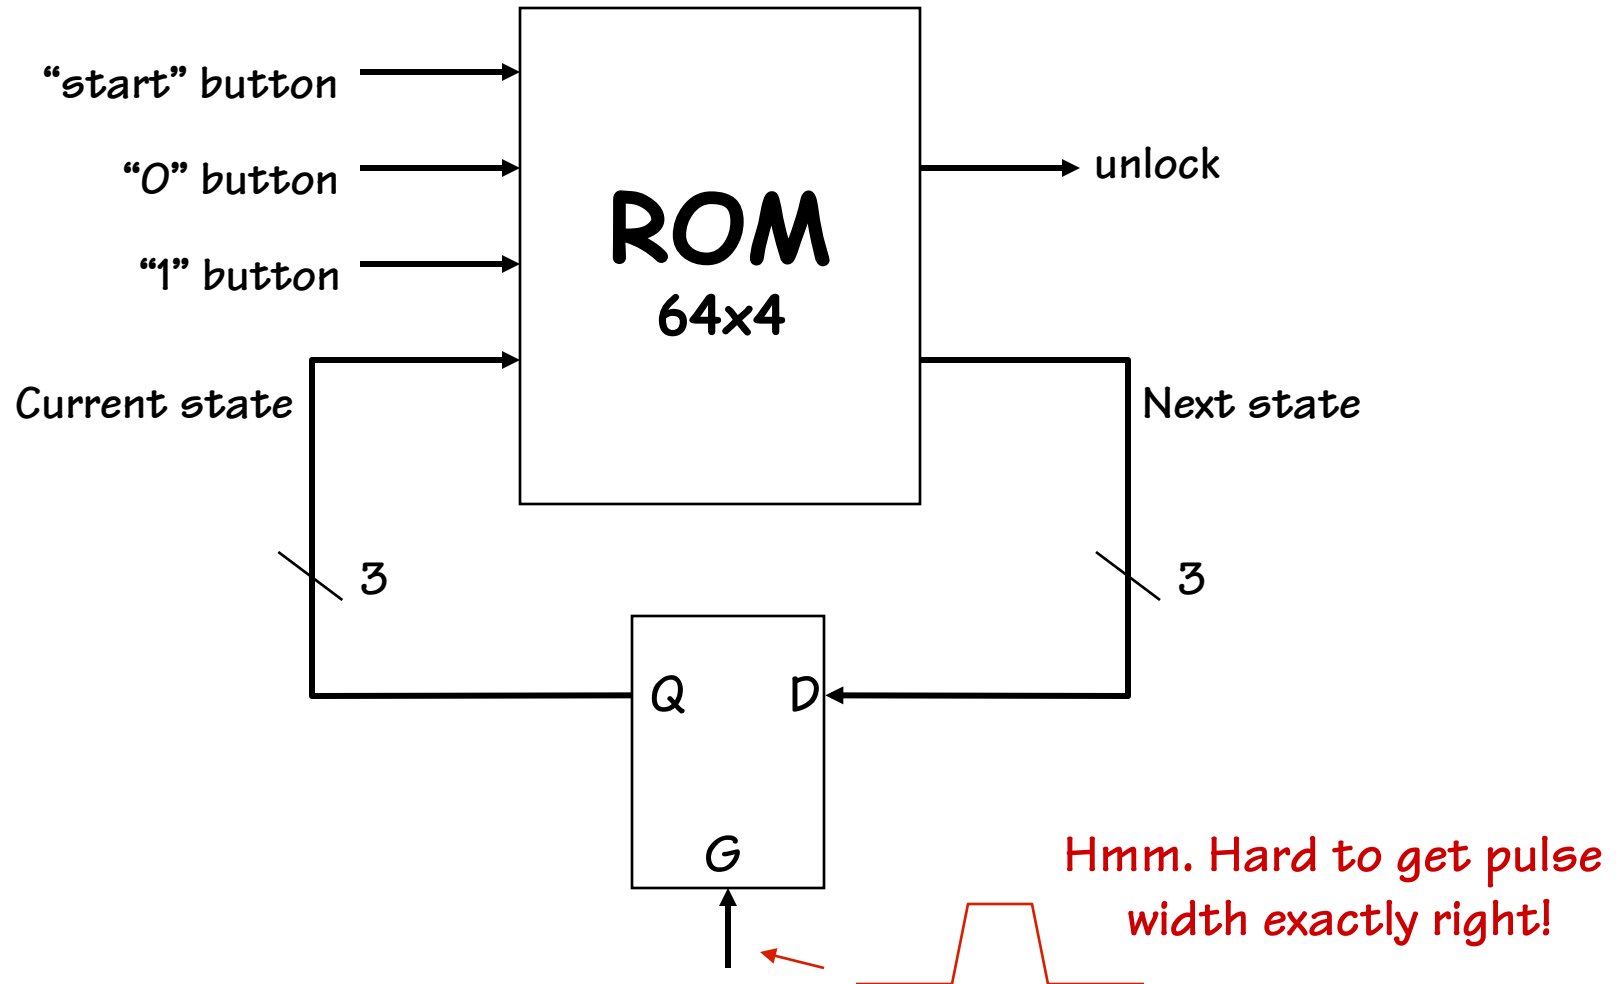 “start” button
“0” button
“1” button
ROM
64x4
unlock
Current state
Next state
3
3
Q
D
G
Hmm. Hard to get pulse
width exactly right!